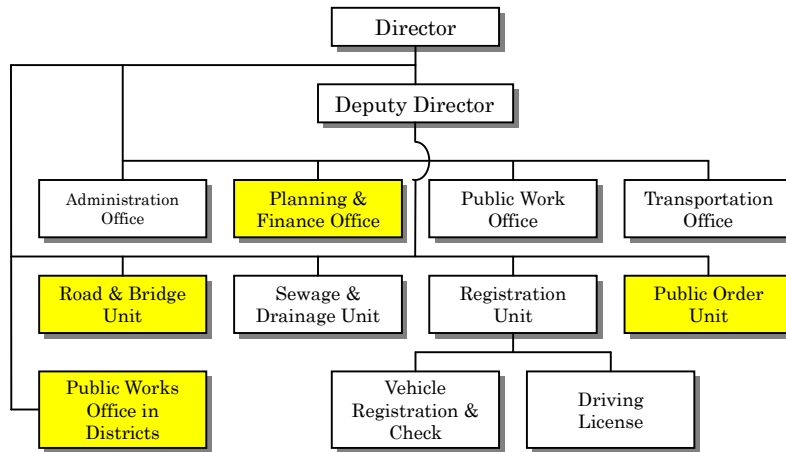 Director
Deputy Director
Administration
Office
Planning &
Finance Office
Public Work
Office
Transportation
Office
Road & Bridge
Unit
Sewage &
Drainage Unit
Registration
Unit
Public Order
Unit
Public Works
Office in
Districts
Vehicle
Registration &
Check
Driving
License